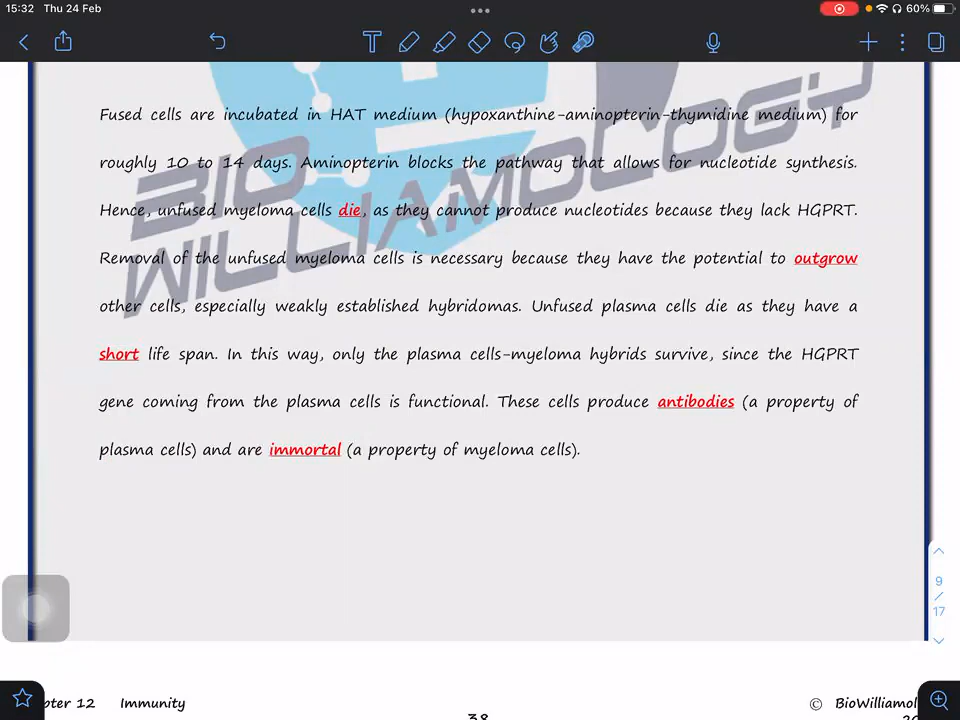 15:32 Thu 24 Feb
60%
Fused cells are incubated in HAT medium (hypoxanthine-aminopterin-thymidine medium) for
roughly 10 to 14 days. Aminopterin blocks the pathway that allows for nucleotide synthesis.
Hence, unfused myeloma cells die, as they cannot produce nucleotides because they lack HGPRT.
Removal of the unfused myeloma cells is necessary because they have the potential to outgrow
other cells, especially weakly established hybridomas. Unfused plasma cells die as they have a
short life span. In this way, only the plasma cells-myeloma hybrids survive, since the HGPRT
gene coming from the plasma cells is functional. These cells produce antibodies (a property of
plasma cells) and are immortal (a property of myeloma cells).
BIO
WILLIAMOLOGY
9
/
17
pter 12 Immunity
© BioWilliamol
38